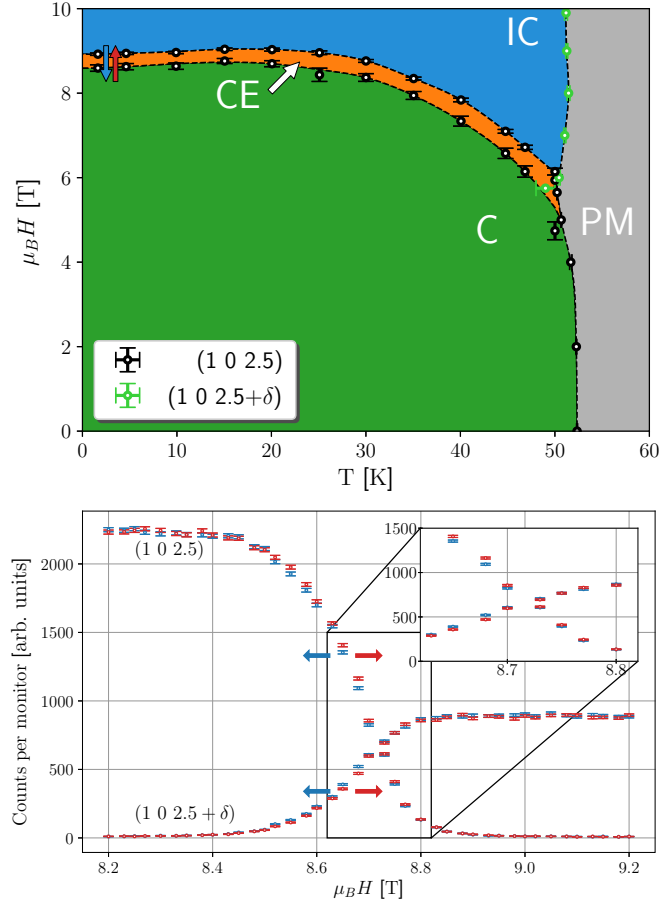 10
8
6
4
2
0
μ_B H [T]
IC
CE
C
PM
(1 0 2.5)
(1 0 2.5+δ)
0
10
20
30
40
50
60
T [K]
2000
1500
1000
500
0
Counts per monitor [arb. units]
(1 0 2.5)
(1 0 2.5 + δ)
1500
1000
500
0
8.7
8.8
8.2
8.4
8.6
8.8
9.0
9.2
μ_B H [T]